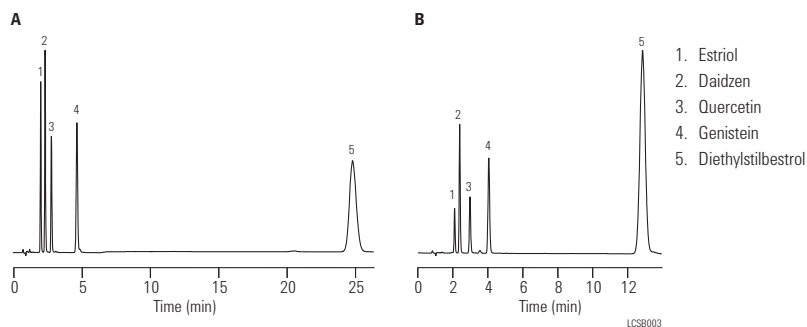 A
1
2
3
4
5
0
5
10
15
20
25
Time (min)
B
1
2
3
4
5
0
2
4
6
8
10
12
Time (min)
1. Estriol
2. Daidzen
3. Quercetin
4. Genistein
5. Diethylstilbestrol
LCSB003